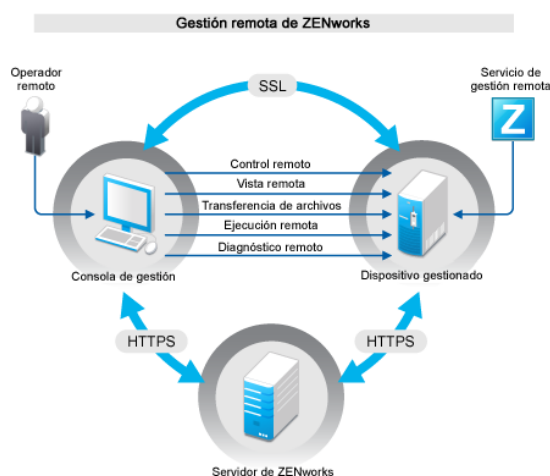 Gestión remota de ZENworks
Operador
remoto
SSL
Servicio de
gestión remota
Z
Control remoto
Vista remota
Transferencia de archivos
Ejecución remota
Diagnóstico remoto
Consola de gestión
Dispositivo gestionado
HTTPS
HTTPS
Servidor de ZENworks